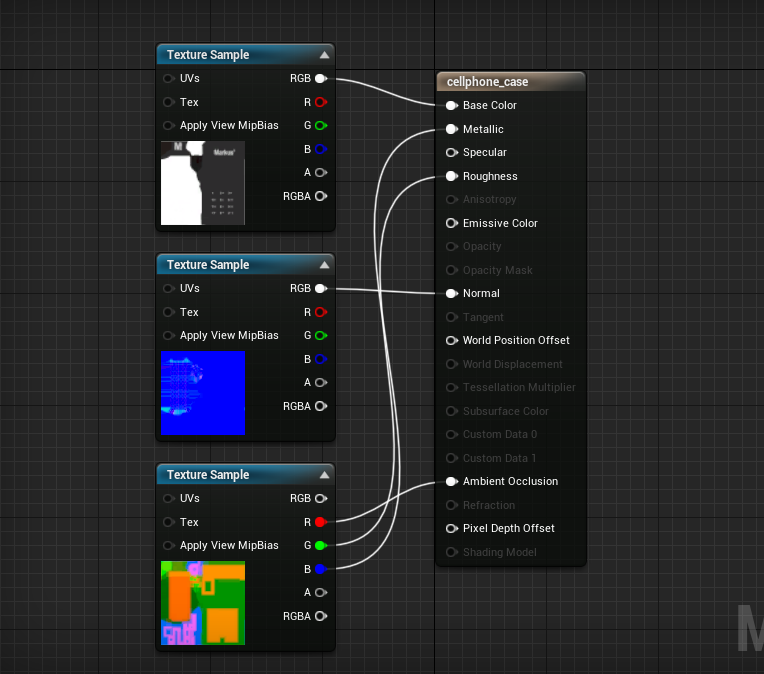 Texture Sample
UVs RGB
Tex R
Apply View MipBias G
B
A
RGBA
M
Markus'
Texture Sample
UVs RGB
Tex R
Apply View MipBias G
B
A
RGBA
Texture Sample
UVs RGB
Tex R
Apply View MipBias G
B
A
RGBA
cellphone_case
Base Color
Metallic
Specular
Roughness
Anisotropy
Emissive Color
Opacity
Opacity Mask
Normal
Tangent
World Position Offset
World Displacement
Tessellation Multiplier
Subsurface Color
Custom Data 0
Custom Data 1
Ambient Occlusion
Refraction
Pixel Depth Offset
Shading Model
M